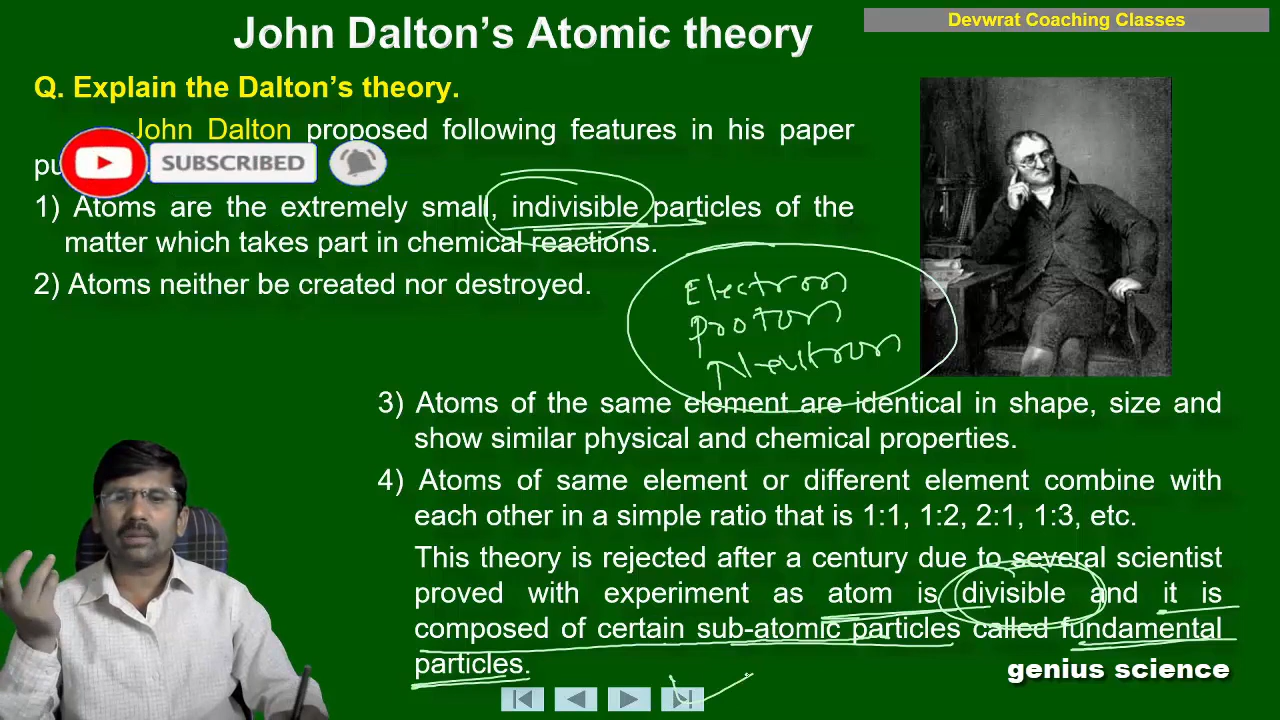 John Dalton's Atomic theory
Devwrat Coaching Classes
Q. Explain the Dalton's theory.
John Dalton proposed following features in his paper
SUBSCRIBED
1) Atoms are the extremely small, indivisible particles of the
matter which takes part in chemical reactions.
2) Atoms neither be created nor destroyed.
Electron
Proton
Neutron
3) Atoms of the same element are identical in shape, size and
show similar physical and chemical properties.
4) Atoms of same element or different element combine with
each other in a simple ratio that is 1:1, 1:2, 2:1, 1:3, etc.
This theory is rejected after a century due to several scientist
proved with experiment as atom is divisible and it is
composed of certain sub-atomic particles called fundamental
particles.
genius science